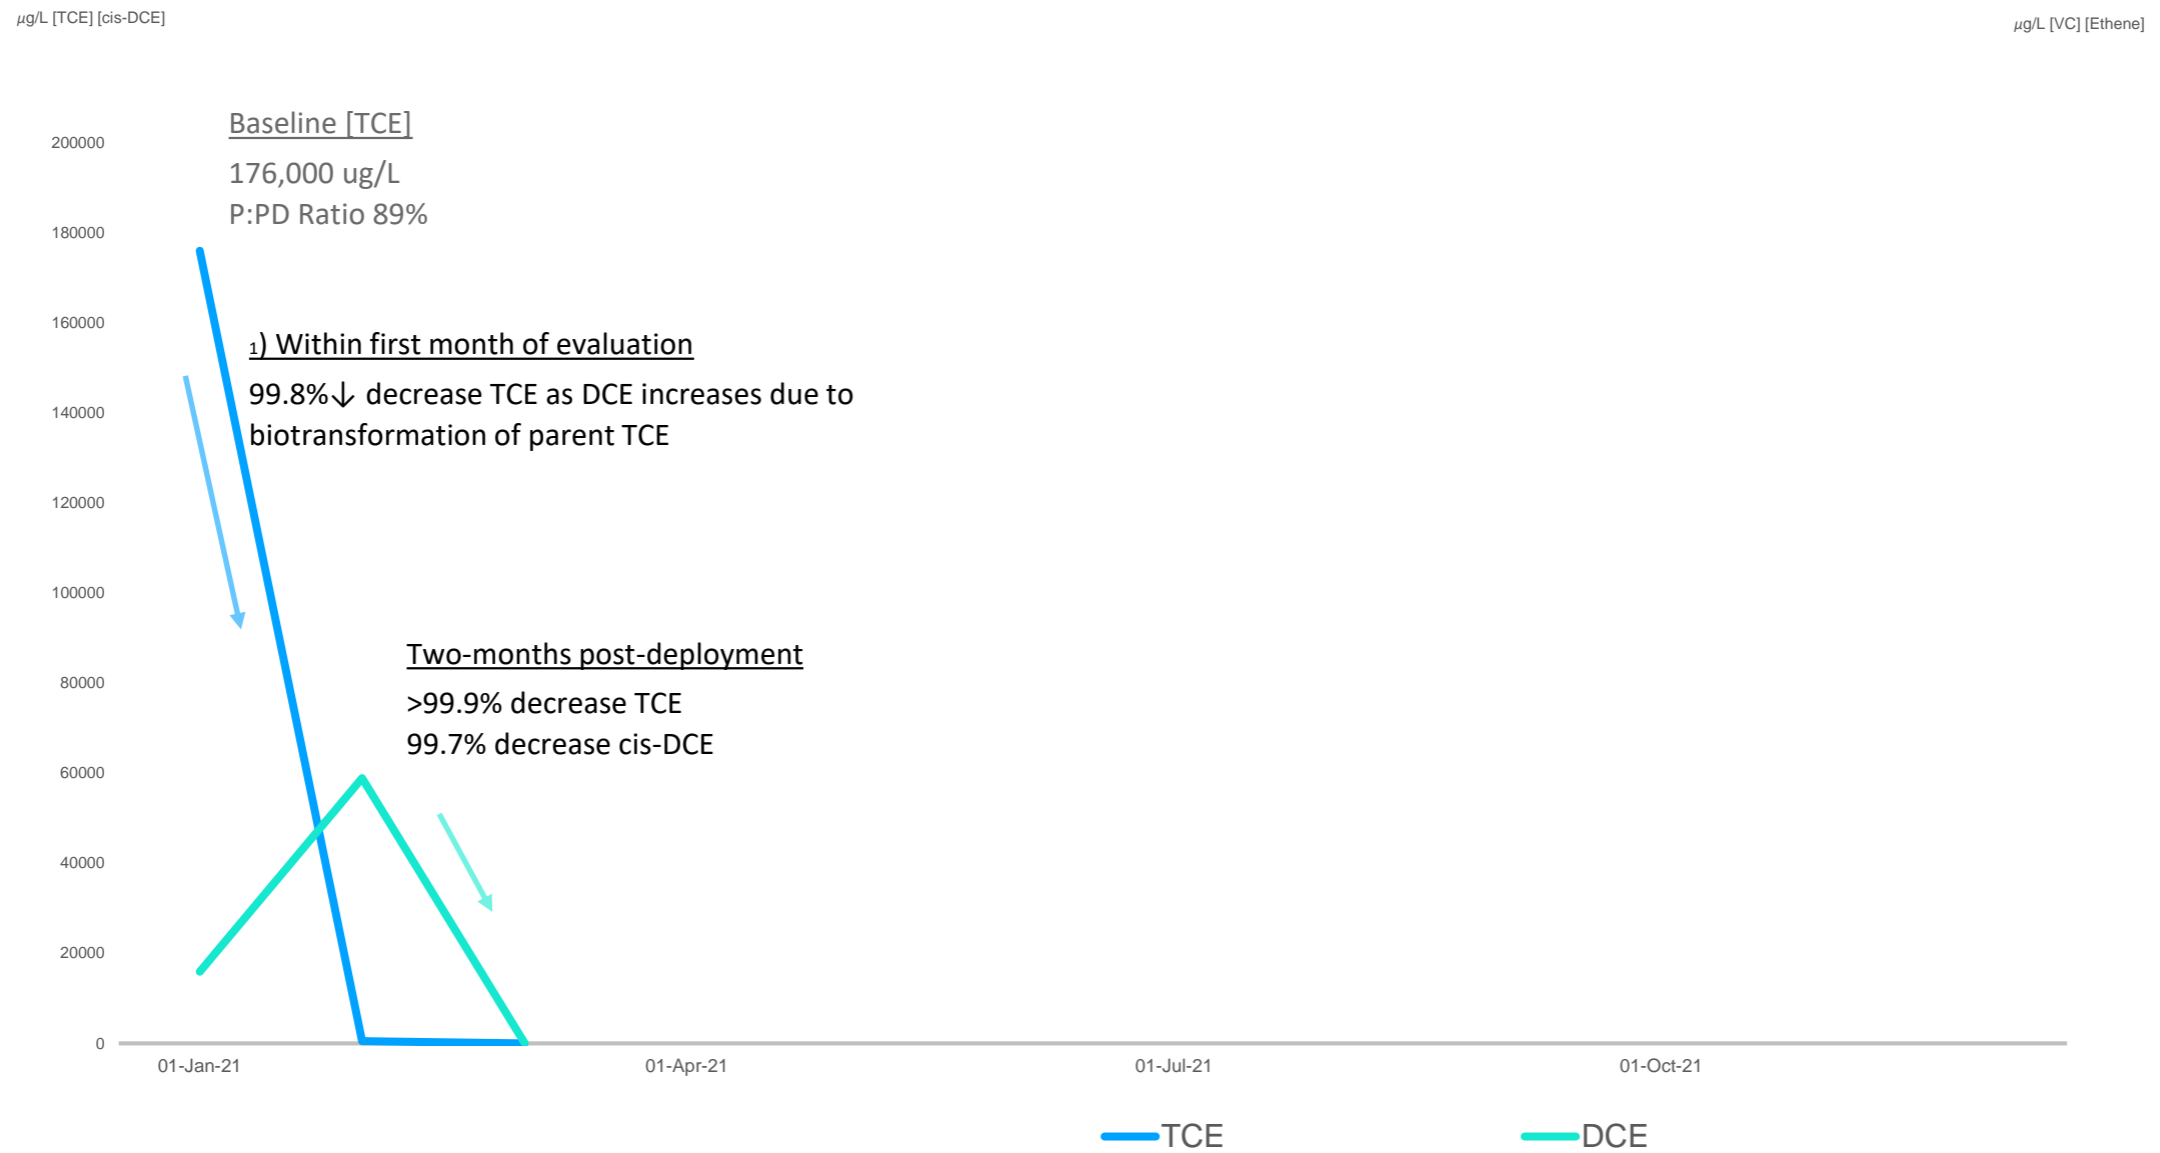 μg/L [TCE] [cis-DCE]
μg/L [VC] [Ethene]
Baseline [TCE]
176,000 ug/L
P:PD Ratio 89%
1) Within first month of evaluation
99.8%↓ decrease TCE as DCE increases due to
biotransformation of parent TCE
Two-months post-deployment
>99.9% decrease TCE
99.7% decrease cis-DCE
200000
180000
160000
140000
120000
100000
80000
60000
40000
20000
0
01-Jan-21
01-Apr-21
01-Jul-21
01-Oct-21
TCE
DCE